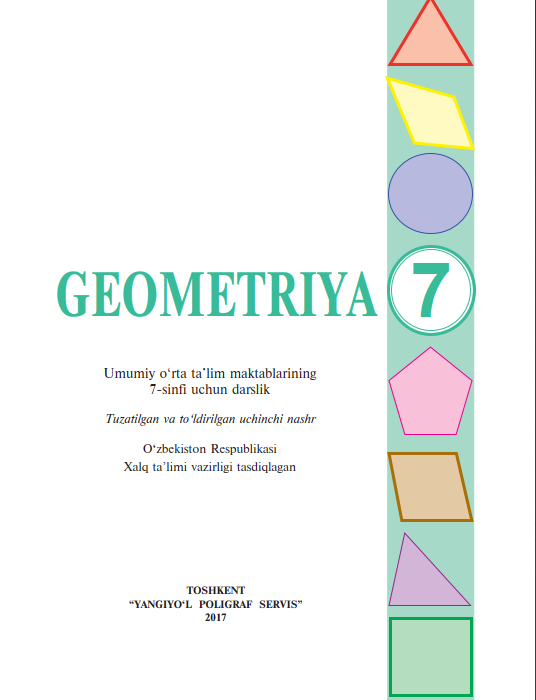 GEOMETRIYA 7
Umumiy o‘rta ta’lim maktablarining
7-sinfi uchun darslik
Tuzatilgan va to‘ldirilgan uchinchi nashr
O‘zbekiston Respublikasi
Xalq ta’limi vazirligi tasdiqlagan
TOSHKENT
“YANGIYO‘L POLIGRAF SERVIS”
2017